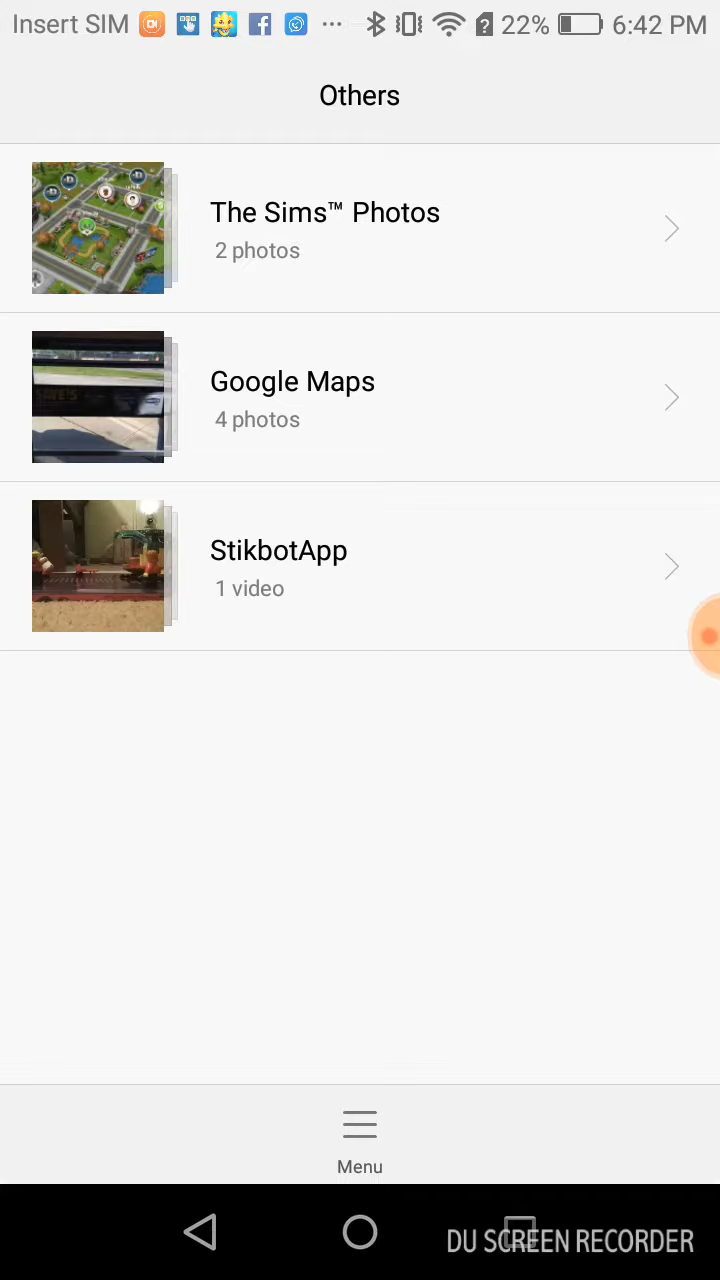 Insert SIM 22% 6:42 PM
Others
The Sims™ Photos
2 photos
Google Maps
4 photos
StikbotApp
1 video
Menu
DU SCREEN RECORDER